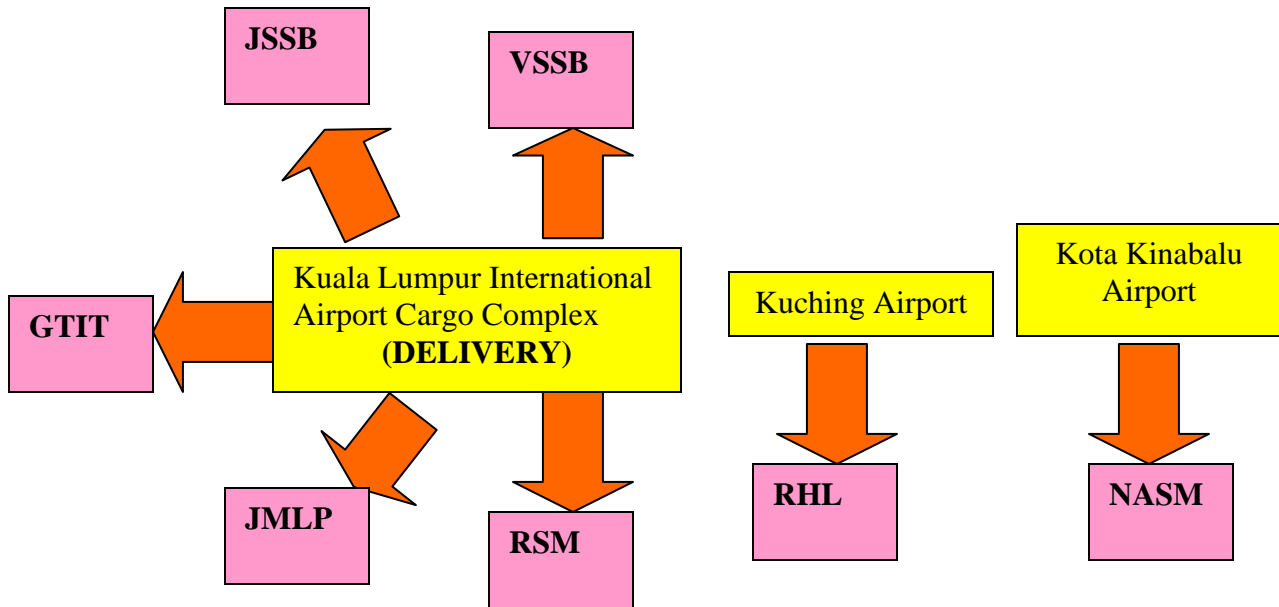 JSSB
VSSB
Kuala Lumpur International
Airport Cargo Complex
(DELIVERY)
Kuching Airport
Kota Kinabalu
Airport
GTIT
JMLP
RSM
RHL
NASM